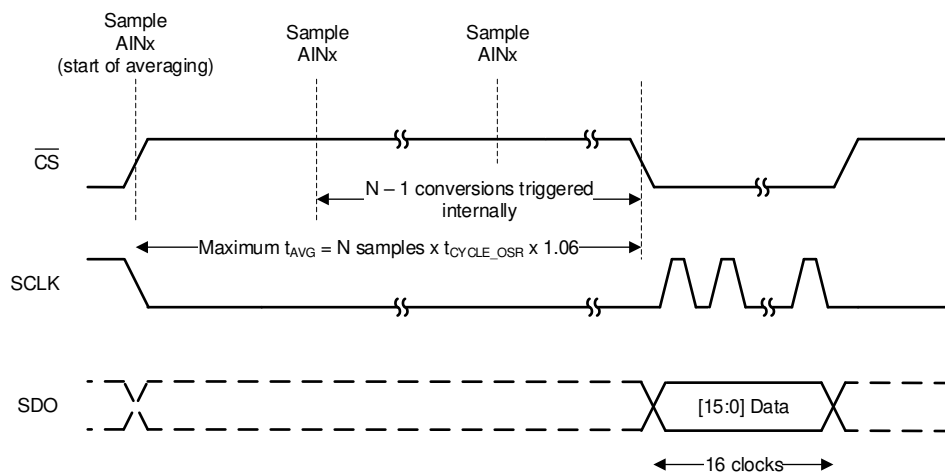 Sample
AINx
(start of averaging)
Sample
AINx
Sample
AINx
CS
N – 1 conversions triggered
internally
Maximum tAVG = N samples x tCYCLE_OSR x 1.06
SCLK
SDO
[15:0] Data
16 clocks